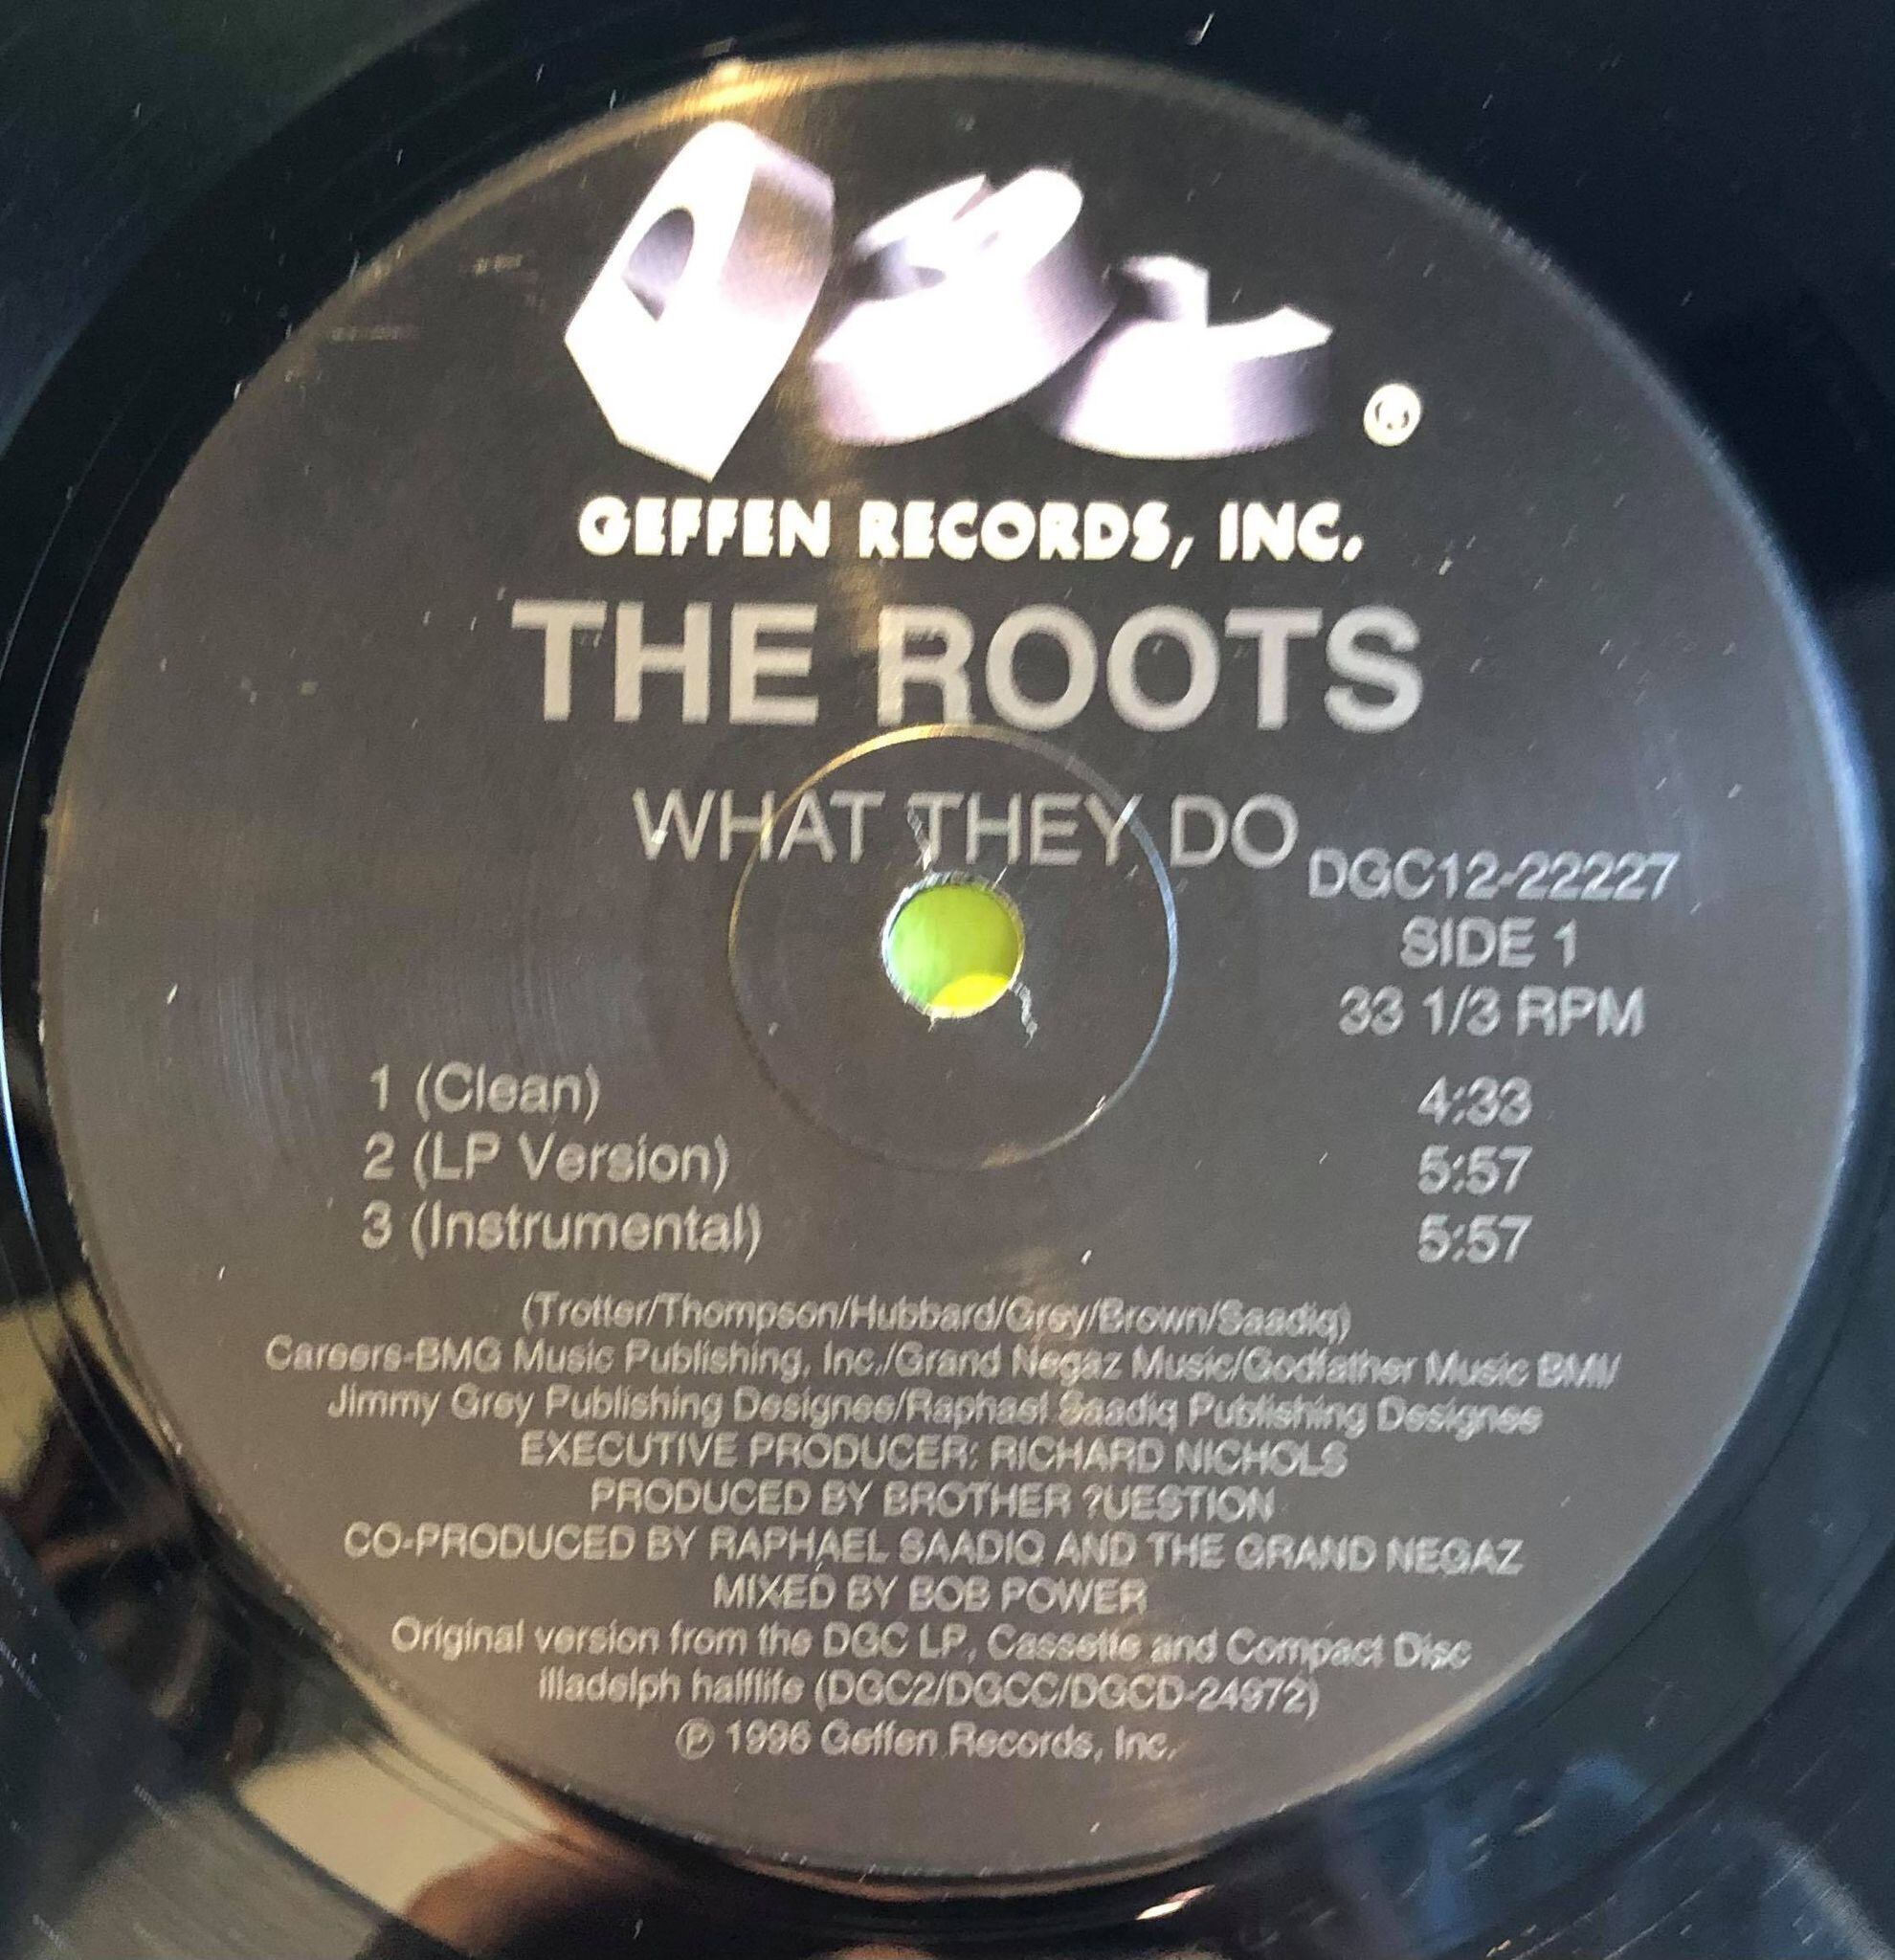 DGC ®
GEFFEN RECORDS, INC.
THE ROOTS
WHAT THEY DO
DGC12-22227
SIDE 1
33 1/3 RPM
1 (Clean) 4:33
2 (LP Version) 5:57
3 (Instrumental) 5:57
(Trotter/Thompson/Hubbard/Grey/Brown/Saadiq)
Careers-BMG Music Publishing, Inc./Grand Negaz Music/Godfather Music BMI/
Jimmy Grey Publishing Designee/Raphael Saadiq Publishing Designee
EXECUTIVE PRODUCER: RICHARD NICHOLS
PRODUCED BY BROTHER ?UESTION
CO-PRODUCED BY RAPHAEL SAADIQ AND THE GRAND NEGAZ
MIXED BY BOB POWER
Original version from the DGC LP, Cassette and Compact Disc
illadelph halflife (DGC2/DGCC/DGCD-24972)
℗ 1996 Geffen Records, Inc.